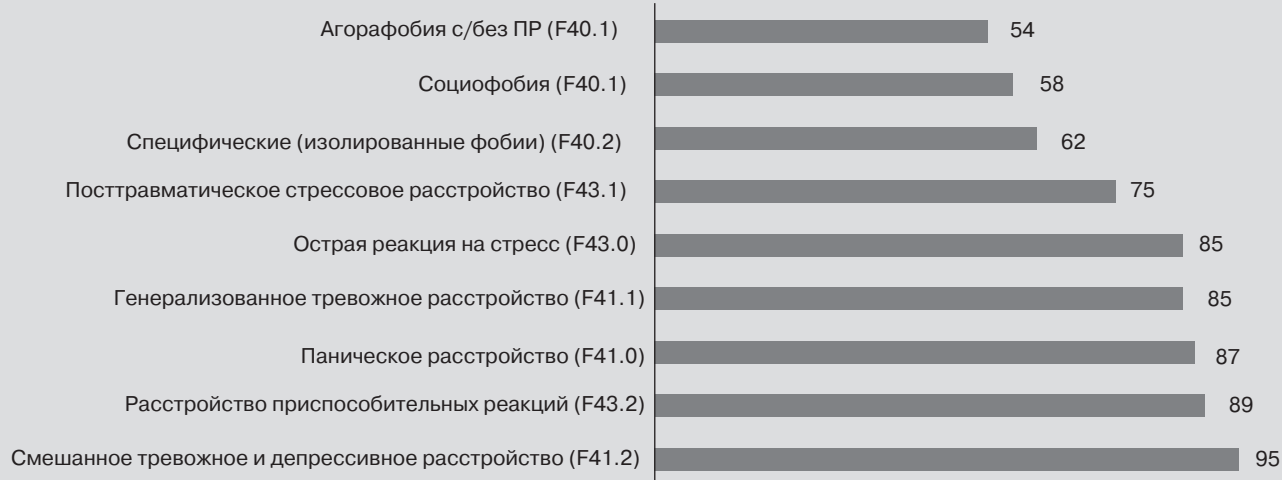 Агорафобия с/без ПР (F40.1) 54
Социофобия (F40.1) 58
Специфические (изолированные фобии) (F40.2) 62
Посттравматическое стрессовое расстройство (F43.1) 75
Острая реакция на стресс (F43.0) 85
Генерализованное тревожное расстройство (F41.1) 85
Паническое расстройство (F41.0) 87
Расстройство приспособительных реакций (F43.2) 89
Смешанное тревожное и депрессивное расстройство (F41.2) 95